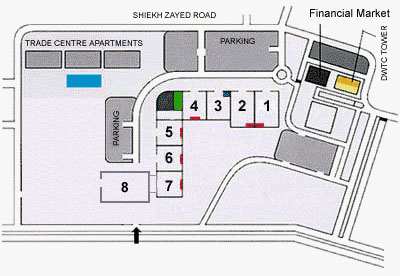 SHIEKH ZAYED ROAD
Financial Market
TRADE CENTRE APARTMENTS
PARKING
DWTC TOWER
4
3
2
1
PARKING
5
6
8
7